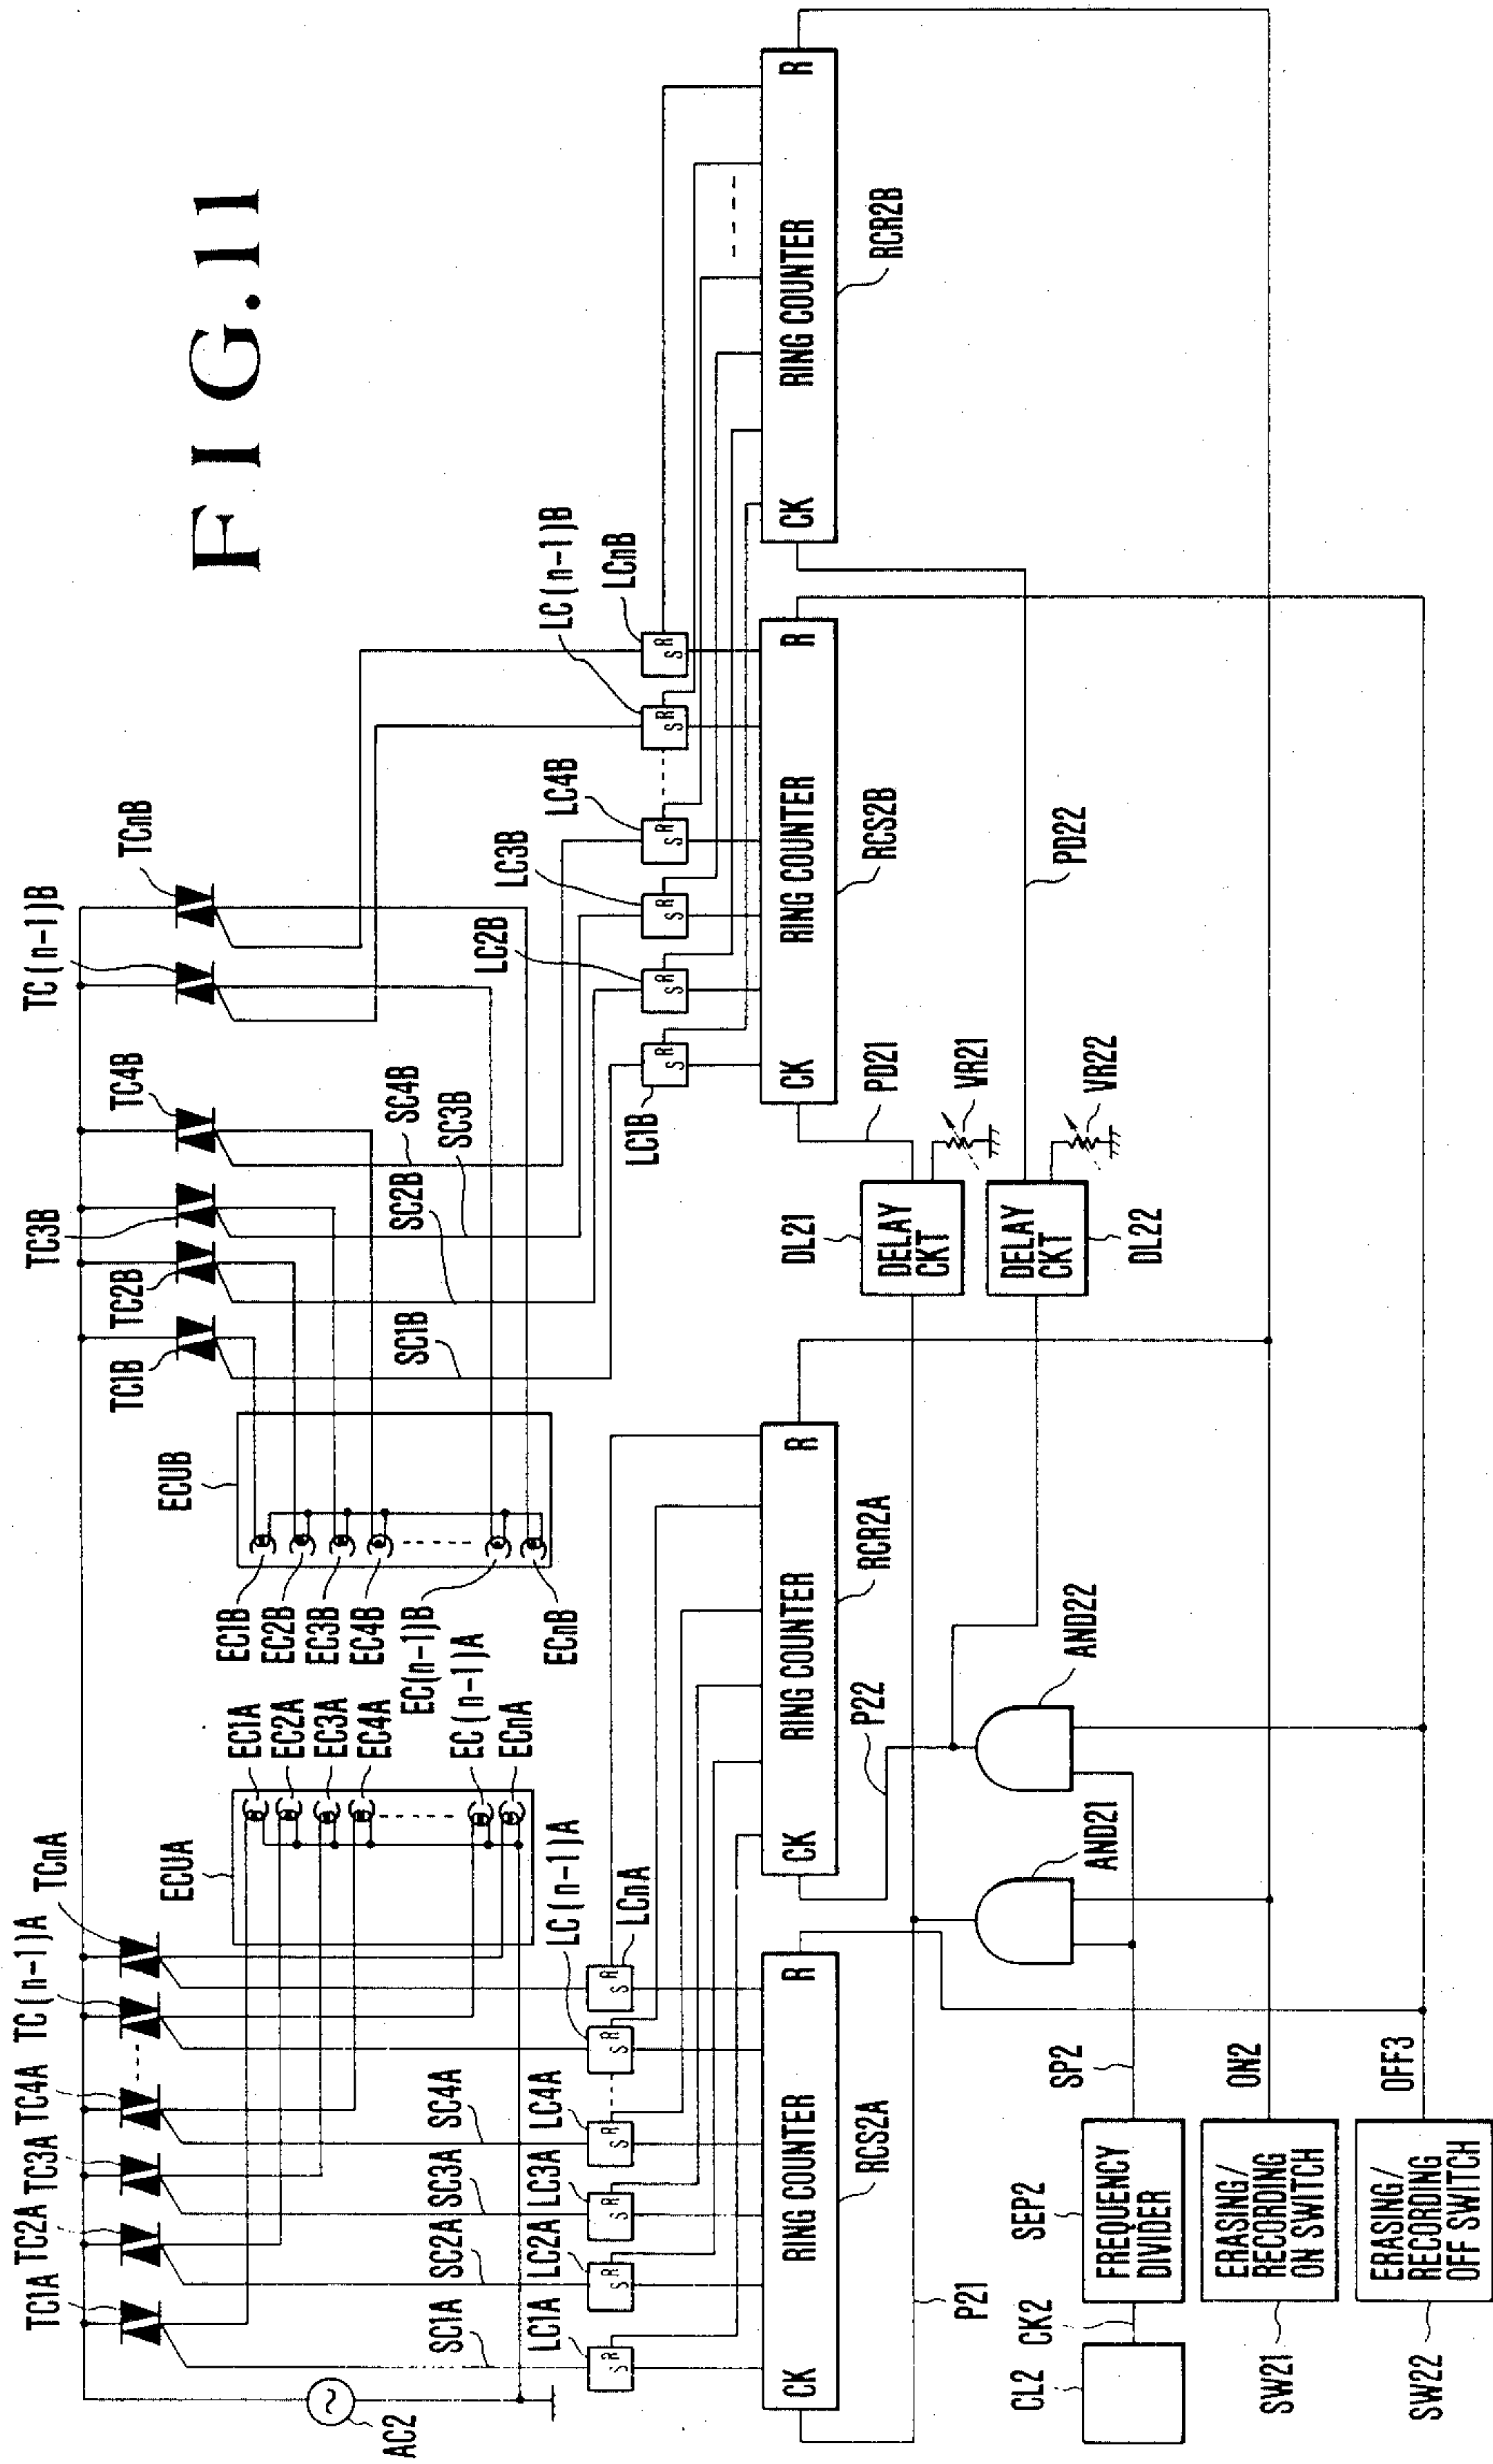 FIG.11
TC1A
TC2A
TC3A
TC4A
TC(n-1)A
TCnA
TC1B
TC2B
TC3B
TC4B
TC(n-1)B
TCnB
AC2
ECUA
EC1A
EC2A
EC3A
EC4A
EC(n-1)A
ECnA
ECUB
EC1B
EC2B
EC3B
EC4B
EC(n-1)B
ECnB
SC1A
SC2A
SC3A
SC4A
SC1B
SC2B
SC3B
SC4B
LC1A
LC2A
LC3A
LC4A
LC(n-1)A
LCnA
LC1B
LC2B
LC3B
LC4B
LC(n-1)B
LCnB
S R
S R
S R
S R
S R
S R
S R
S R
S R
S R
S R
S R
CK RING COUNTER R
RCS2A
CK RING COUNTER R
RCR2A
CK RING COUNTER R
RCS2B
CK RING COUNTER R
RCR2B
P21
P22
PD21
PD22
DL21
DELAY
CKT
VR21
DL22
DELAY
CKT
VR22
AND21
AND22
CL2
CK2
SEP2
FREQUENCY
DIVIDER
SP2
SW21
ERASING/
RECORDING
ON SWITCH
ON2
SW22
ERASING/
RECORDING
OFF SWITCH
OFF3